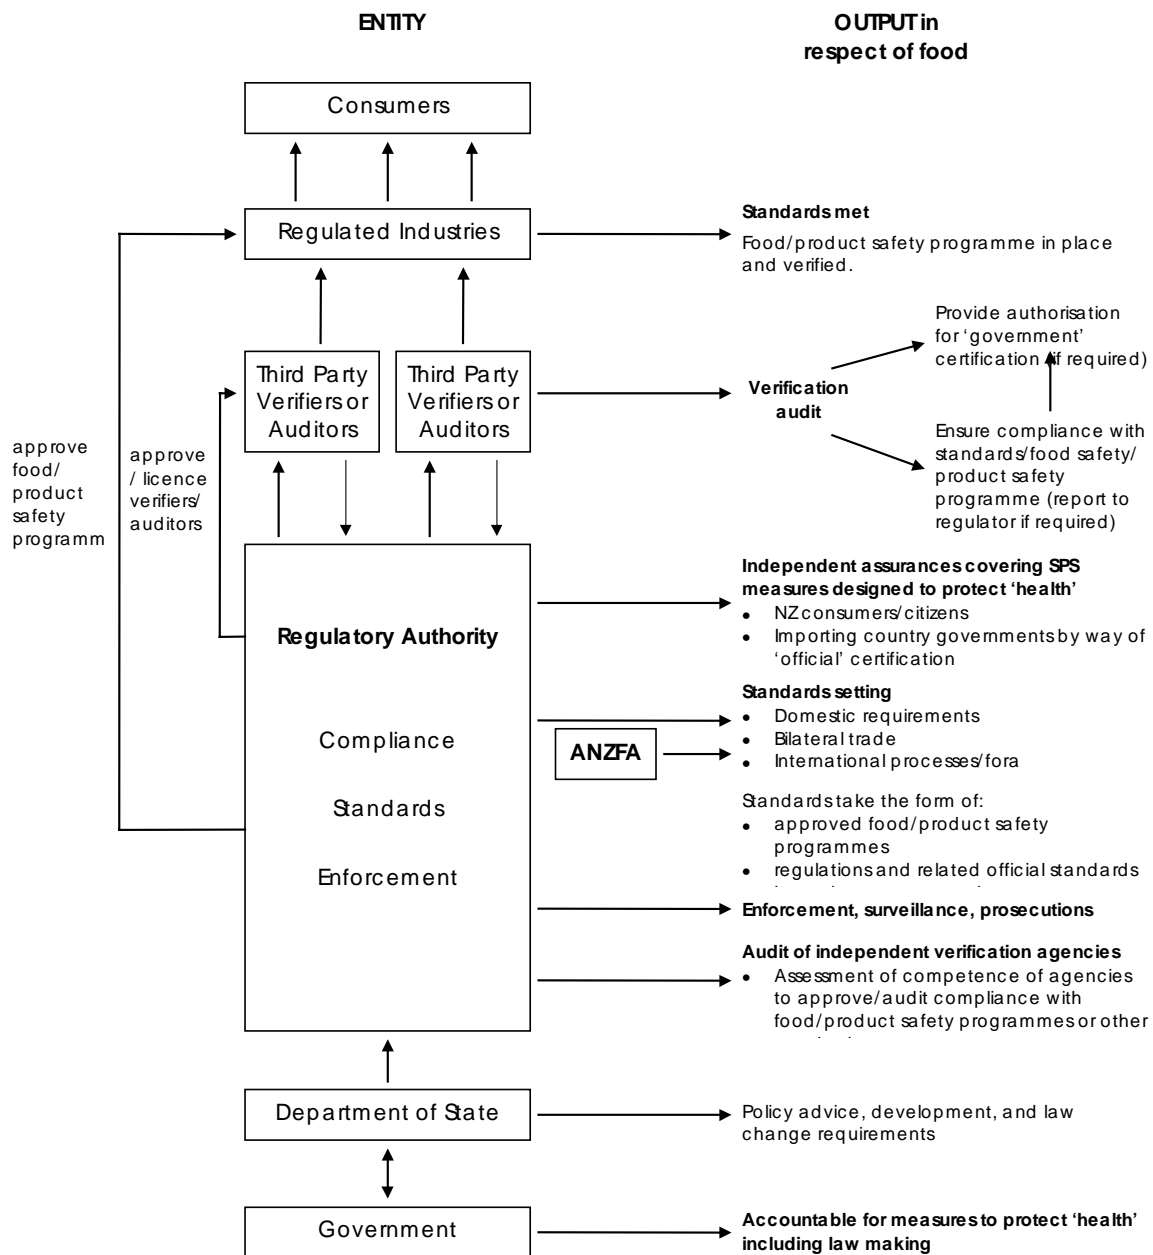 ENTITY
OUTPUT in
respect of food
Consumers
Regulated Industries
Standards met
Food/product safety programme in place
and verified.
Third Party
Verifiers or
Auditors
Third Party
Verifiers or
Auditors
Verification
audit
Provide authorisation
for ‘government’
certification (if required)
Ensure compliance with
standards/food safety/
product safety
programme (report to
regulator if required)
approve
food/
product
safety
programm
approve
/ licence
verifiers/
auditors
Regulatory Authority
Compliance
Standards
Enforcement
ANZFA
Independent assurances covering SPS
measures designed to protect ‘health’
• NZ consumers/citizens
• Importing country governments by way of
‘official’ certification
Standards setting
• Domestic requirements
• Bilateral trade
• International processes/fora
Standards take the form of:
• approved food/product safety
programmes
• regulations and related official standards
Enforcement, surveillance, prosecutions
Audit of independent verification agencies
• Assessment of competence of agencies
to approve/audit compliance with
food/product safety programmes or other
Department of State
Policy advice, development, and law
change requirements
Government
Accountable for measures to protect ‘health’
including law making